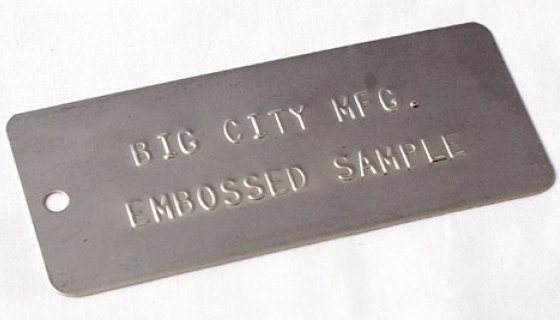 BIG CITY MFG.
EMBOSSED SAMPLE